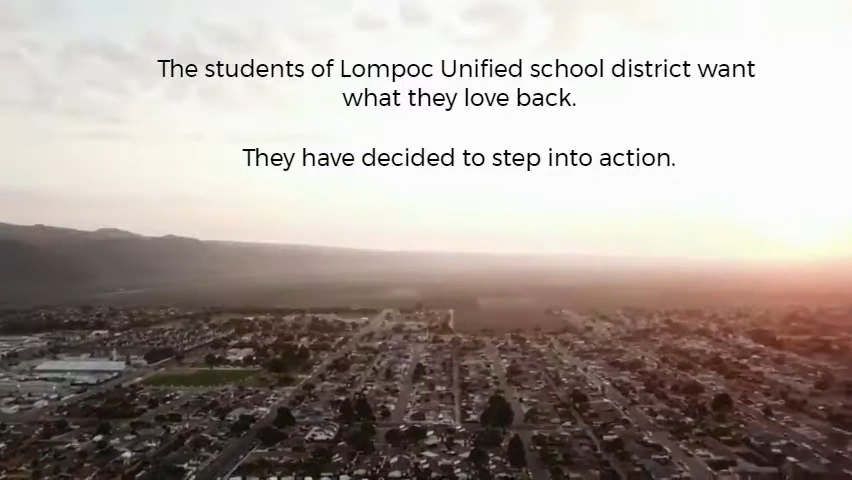 The students of Lompoc Unified school district want
what they love back.
They have decided to step into action.